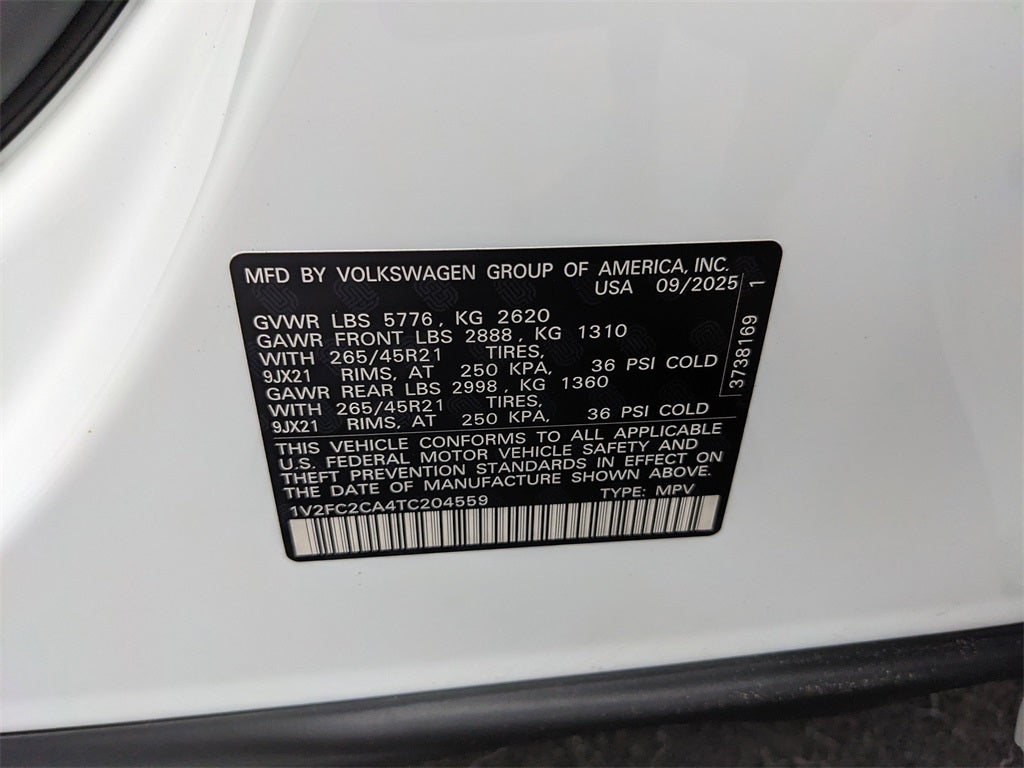 MFD BY VOLKSWAGEN GROUP OF AMERICA, INC.
USA 09/2025
GVWR LBS 5776, KG 2620
GAWR FRONT LBS 2888, KG 1310
WITH 265/45R21 TIRES,
9JX21 RIMS, AT 250 KPA, 36 PSI COLD
GAWR REAR LBS 2998, KG 1360
WITH 265/45R21 TIRES,
9JX21 RIMS, AT 250 KPA, 36 PSI COLD
THIS VEHICLE CONFORMS TO ALL APPLICABLE
U.S. FEDERAL MOTOR VEHICLE SAFETY AND
THEFT PREVENTION STANDARDS IN EFFECT ON
THE DATE OF MANUFACTURE SHOWN ABOVE.
1V2FC2CA4TC204559 TYPE: MPV
3738169 1